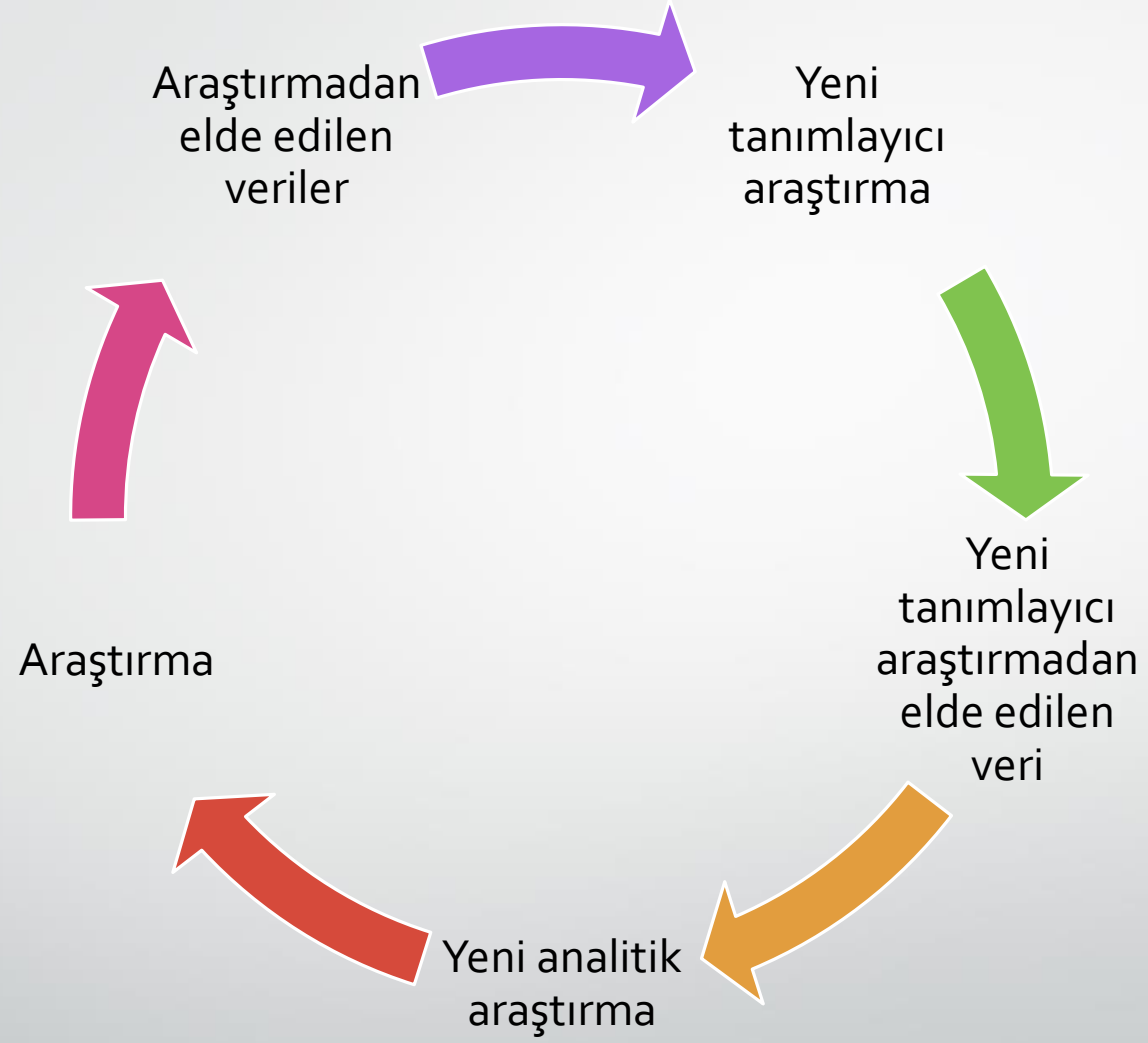 Araştırmadan
elde edilen
veriler
Yeni
tanımlayıcı
araştırma
Yeni
tanımlayıcı
araştırmadan
elde edilen
veri
Yeni analitik
araştırma
Araştırma